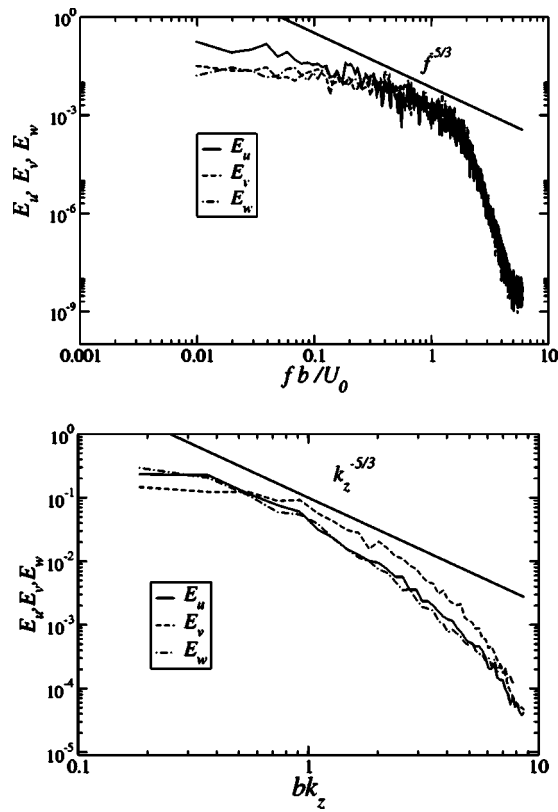 10^0
10^-3
10^-6
10^-9
E_u, E_v, E_w
f^-5/3
E_u
E_v
E_w
0.001 0.01 0.1 1 10
f b /U_0
10^0
10^-1
10^-2
10^-3
10^-4
10^-5
E_u, E_v, E_w
k_z^-5/3
E_u
E_v
E_w
0.1 1 10
bk_z